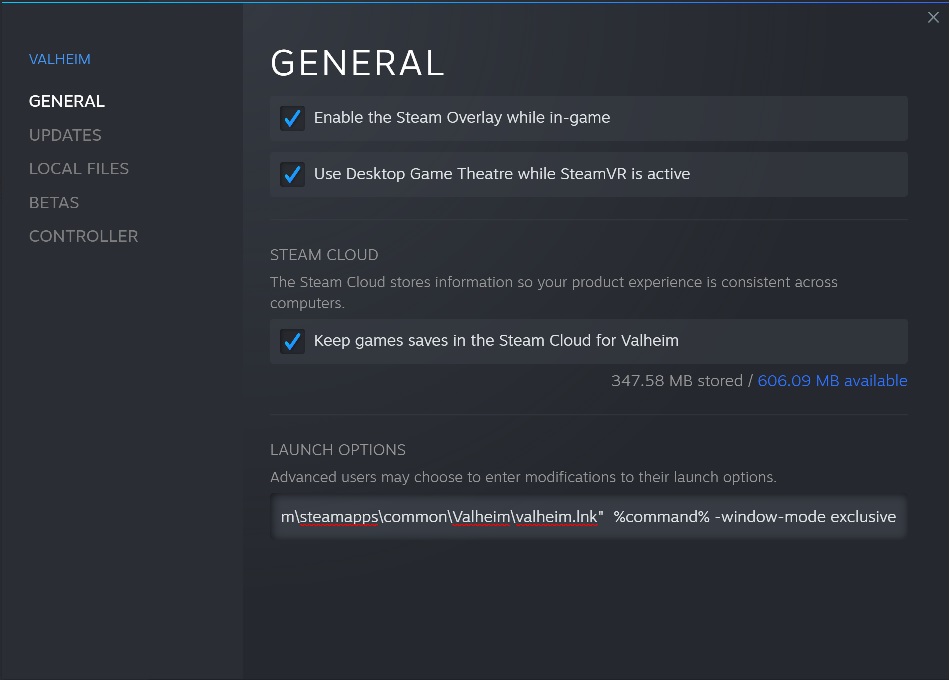 VALHEIM
GENERAL
UPDATES
LOCAL FILES
BETAS
CONTROLLER
GENERAL
Enable the Steam Overlay while in-game
Use Desktop Game Theatre while SteamVR is active
STEAM CLOUD
The Steam Cloud stores information so your product experience is consistent across
computers.
Keep games saves in the Steam Cloud for Valheim
347.58 MB stored / 606.09 MB available
LAUNCH OPTIONS
Advanced users may choose to enter modifications to their launch options.
m\steamapps\common\Valheim\valheim.lnk"  %command% -window-mode exclusive